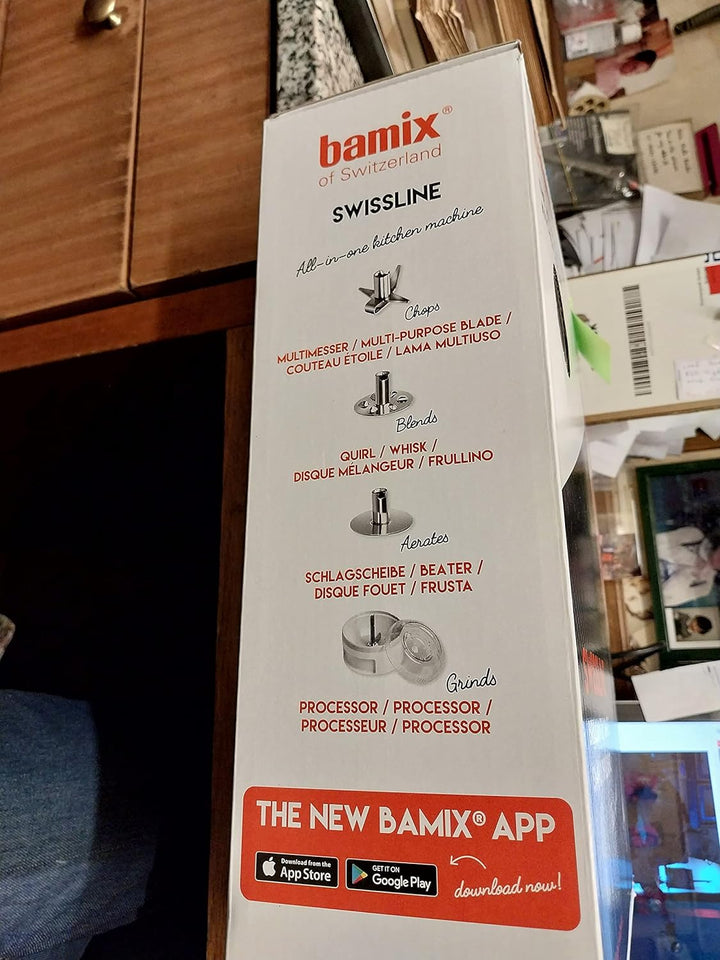 bamix®
of Switzerland
SWISSLINE
All-in-one kitchen machine
Chops
MULTIMESSER / MULTI-PURPOSE BLADE /
COUTEAU ÉTOILE / LAMA MULTIUSO
Blends
QUIRL / WHISK /
DISQUE MÉLANGEUR / FRULLINO
Aerates
SCHLAGSCHEIBE / BEATER /
DISQUE FOUET / FRUSTA
Grinds
PROCESSOR / PROCESSOR /
PROCESSEUR / PROCESSOR
THE NEW BAMIX® APP
Download from the
App Store
GET IT ON
Google Play
download now!